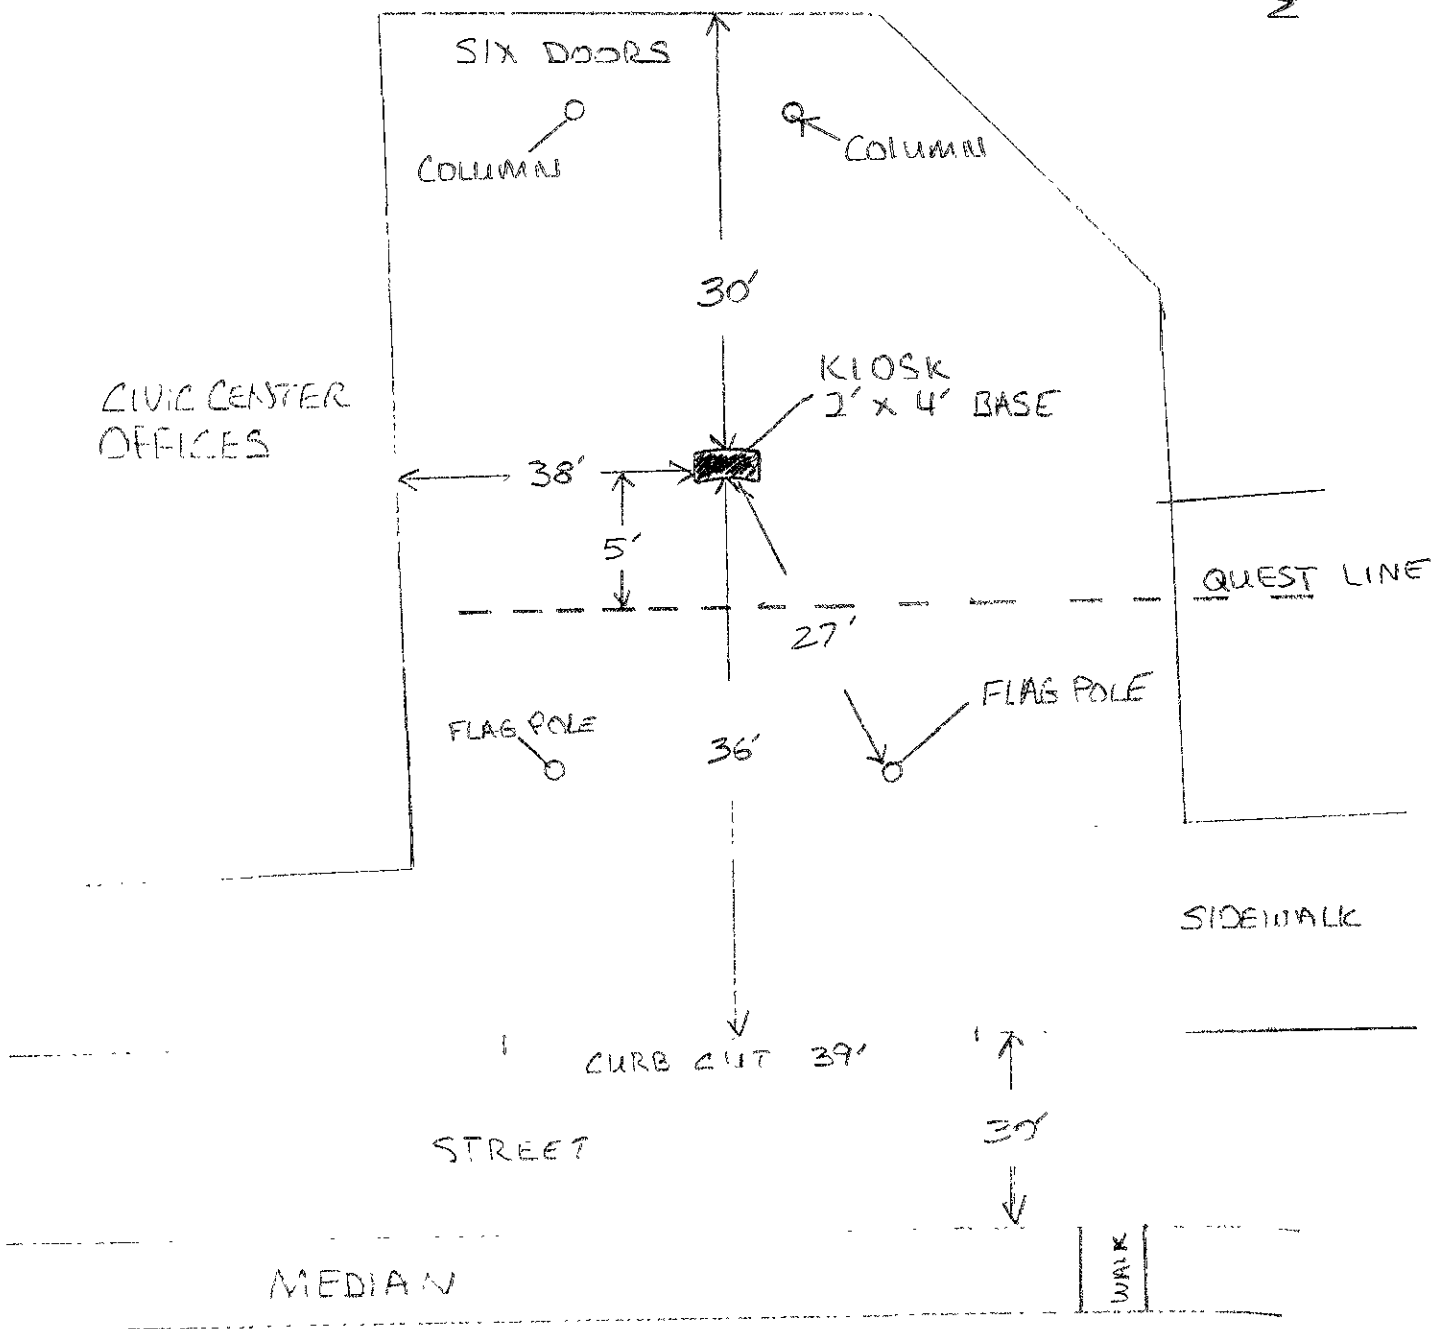 2
SIX DOORS
COLUMN
COLUMN
30'
KIOSK
2' x 4' BASE
CIVIC CENTER
OFFICES
38'
5'
QUEST LINE
27'
FLAG POLE
FLAG POLE
36'
SIDEWALK
CURB CUT 39'
STREET
MEDIAN
WALK